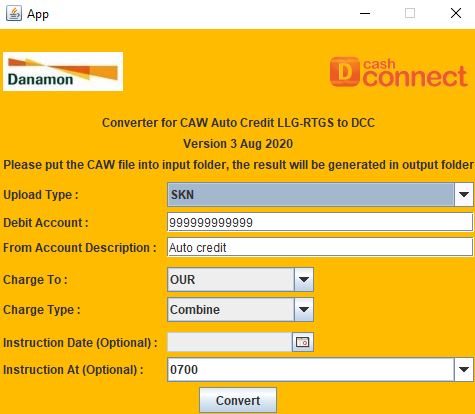 App
Danamon
D cash
connect
Converter for CAW Auto Credit LLG-RTGS to DCC
Version 3 Aug 2020
Please put the CAW file into input folder, the result will be generated in output folder
Upload Type : SKN
Debit Account : 999999999999
From Account Description : Auto credit
Charge To : OUR
Charge Type : Combine
Instruction Date (Optional) :
Instruction At (Optional) : 0700
Convert